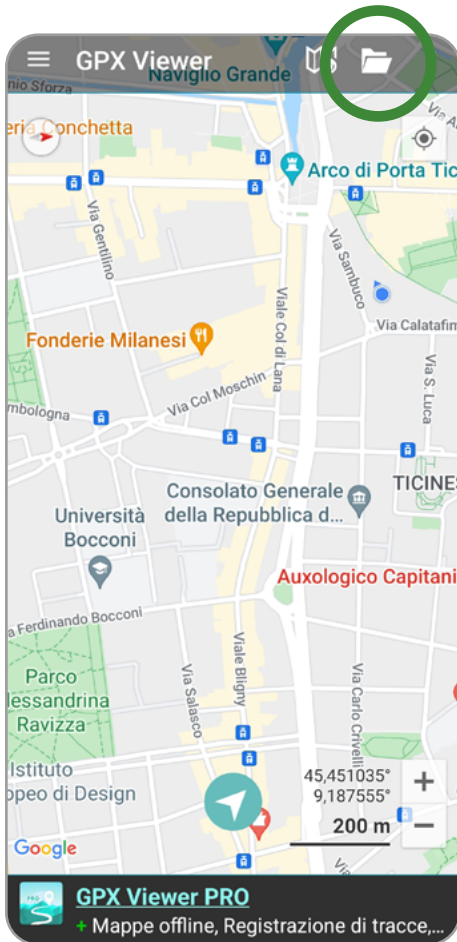 GPX Viewer
Naviglio Grande
nio Sforza
eria Conchetta
Arco di Porta Tic
Via Gentilino
Via Sambuco
Viale Col di Lana
Via Calatafim
Fonderie Milanesi
Via S. Luca
Via Col Moschin
mbologna
TICINES
Consolato Generale
della Repubblica d...
Università
Bocconi
Auxologico Capitani
a Ferdinando Bocconi
Viale Bligny
Via Salasco
Via Carlo Crivelli
Parco
lessandrina
Ravizza
Istituto
opeo di Design
45,451035°
9,187555°
200 m
+
−
Google
PRO
GPX Viewer PRO
+ Mappe offline, Registrazione di tracce,...